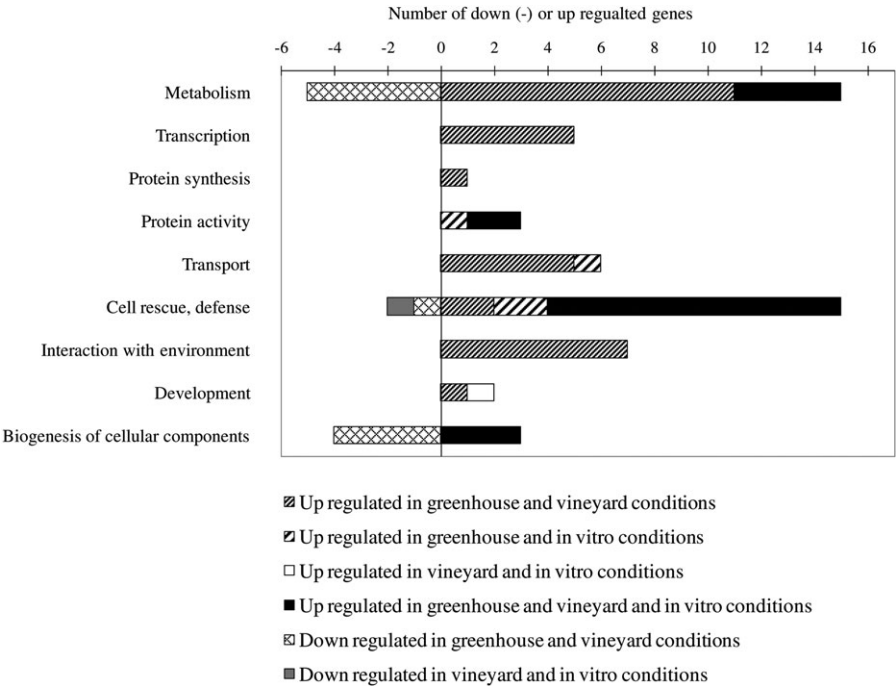 Number of down (-) or up regualted genes
-6 -4 -2 0 2 4 6 8 10 12 14 16
Metabolism
Transcription
Protein synthesis
Protein activity
Transport
Cell rescue, defense
Interaction with environment
Development
Biogenesis of cellular components
Up regulated in greenhouse and vineyard conditions
Up regulated in greenhouse and in vitro conditions
Up regulated in vineyard and in vitro conditions
Up regulated in greenhouse and vineyard and in vitro conditions
Down regulated in greenhouse and vineyard conditions
Down regulated in vineyard and in vitro conditions